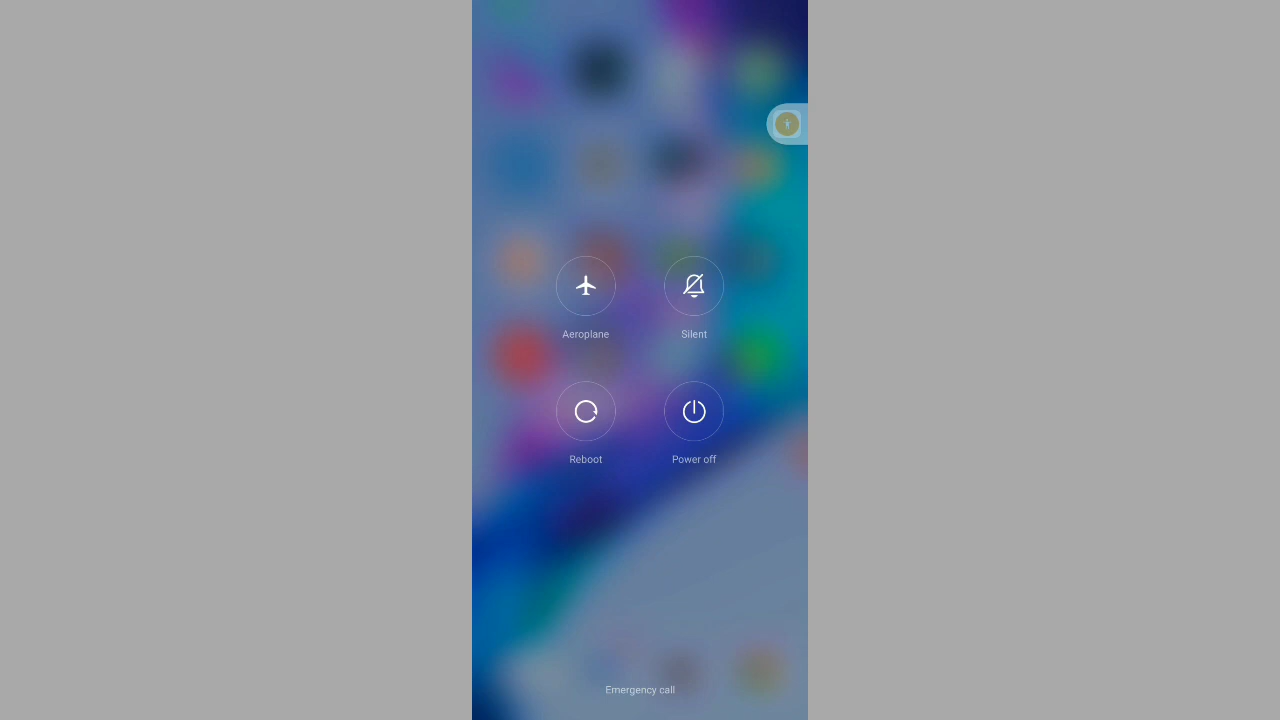 Aeroplane
Silent
Reboot
Power off
Emergency call